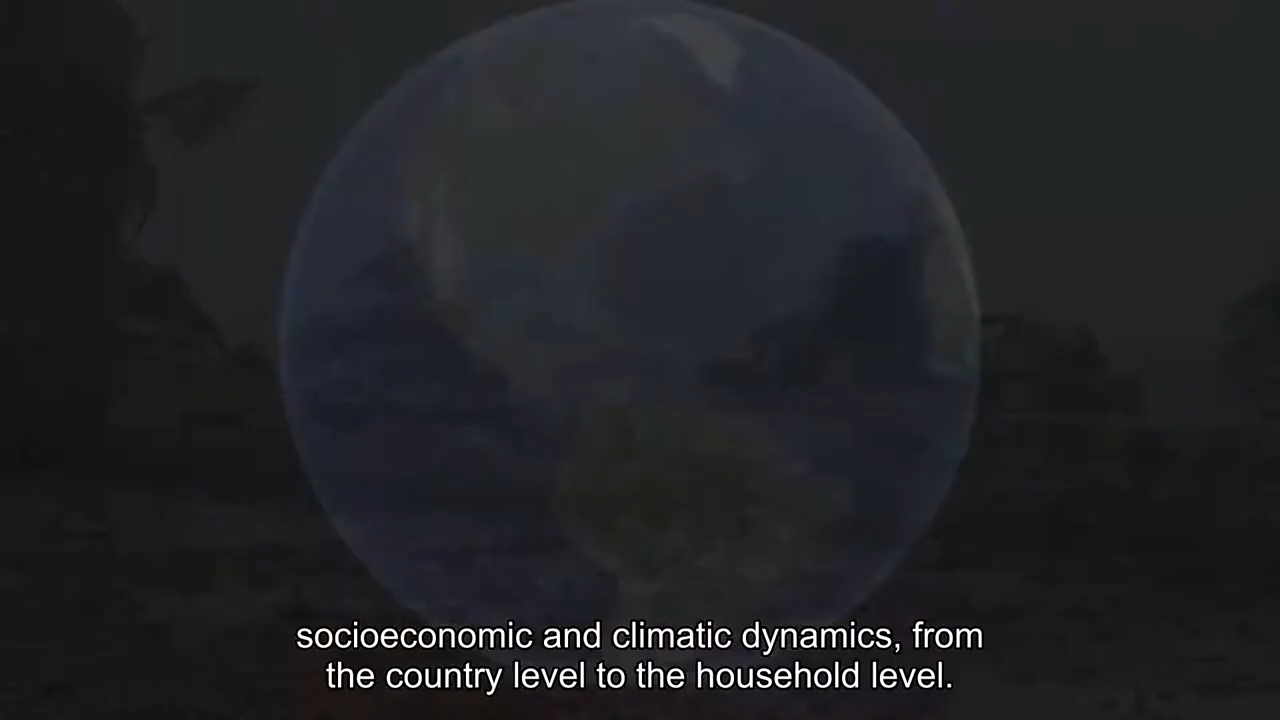 socioeconomic and climatic dynamics, from
the country level to the household level.